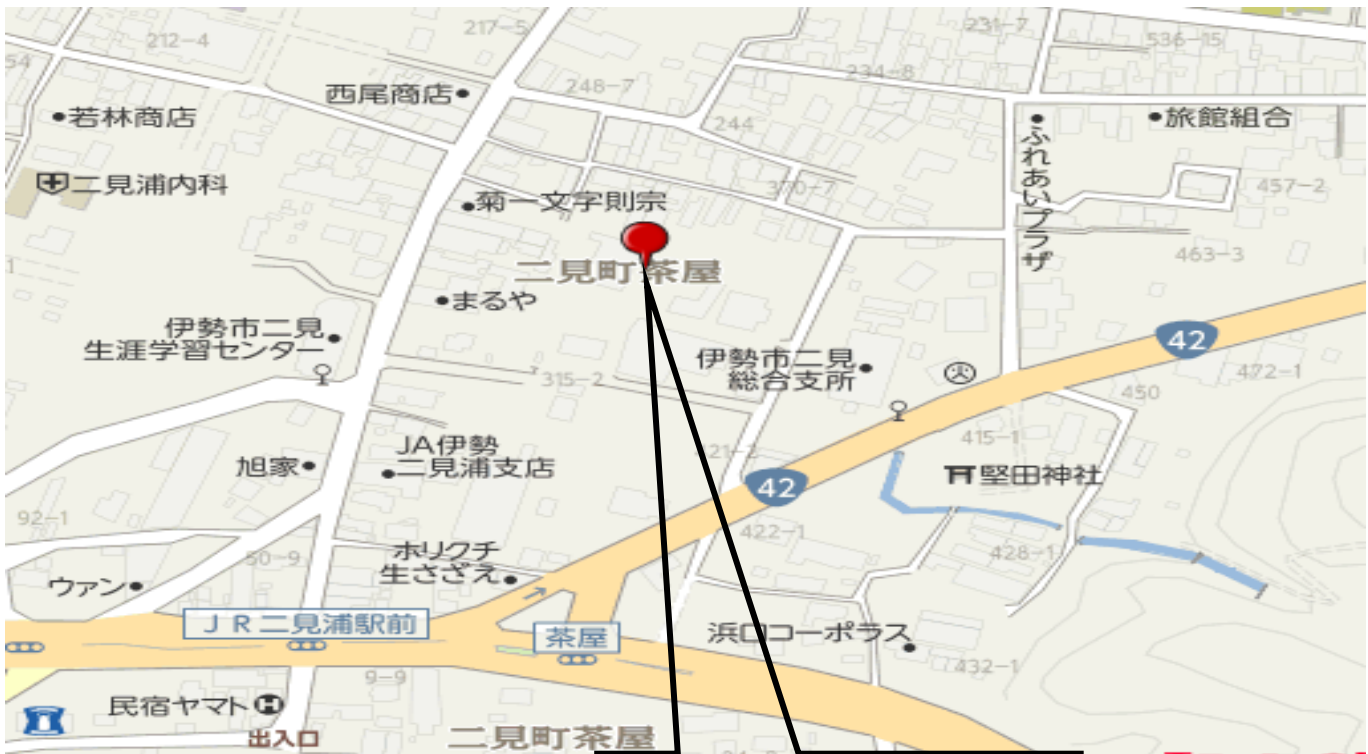 217-5
231-7
212-4
536-15
54
248-7
234-8
西尾商店
若林商店
244
旅館組合
ふれあいプラザ
二見浦内科
370-7
457-2
菊一文字則宗
463-3
二見町茶屋
まるや
伊勢市二見
生涯学習センター
42
伊勢市二見
総合支所
315-2
472-1
450
JA伊勢
二見浦支店
415-1
旭家
堅田神社
42
92-1
422-1
50-9
ホリクチ
生さざえ
428-1
ウァン
JR二見浦駅前
茶屋
浜口コーポラス
432-1
9-9
民宿ヤマト
H
出入口
二見町茶屋